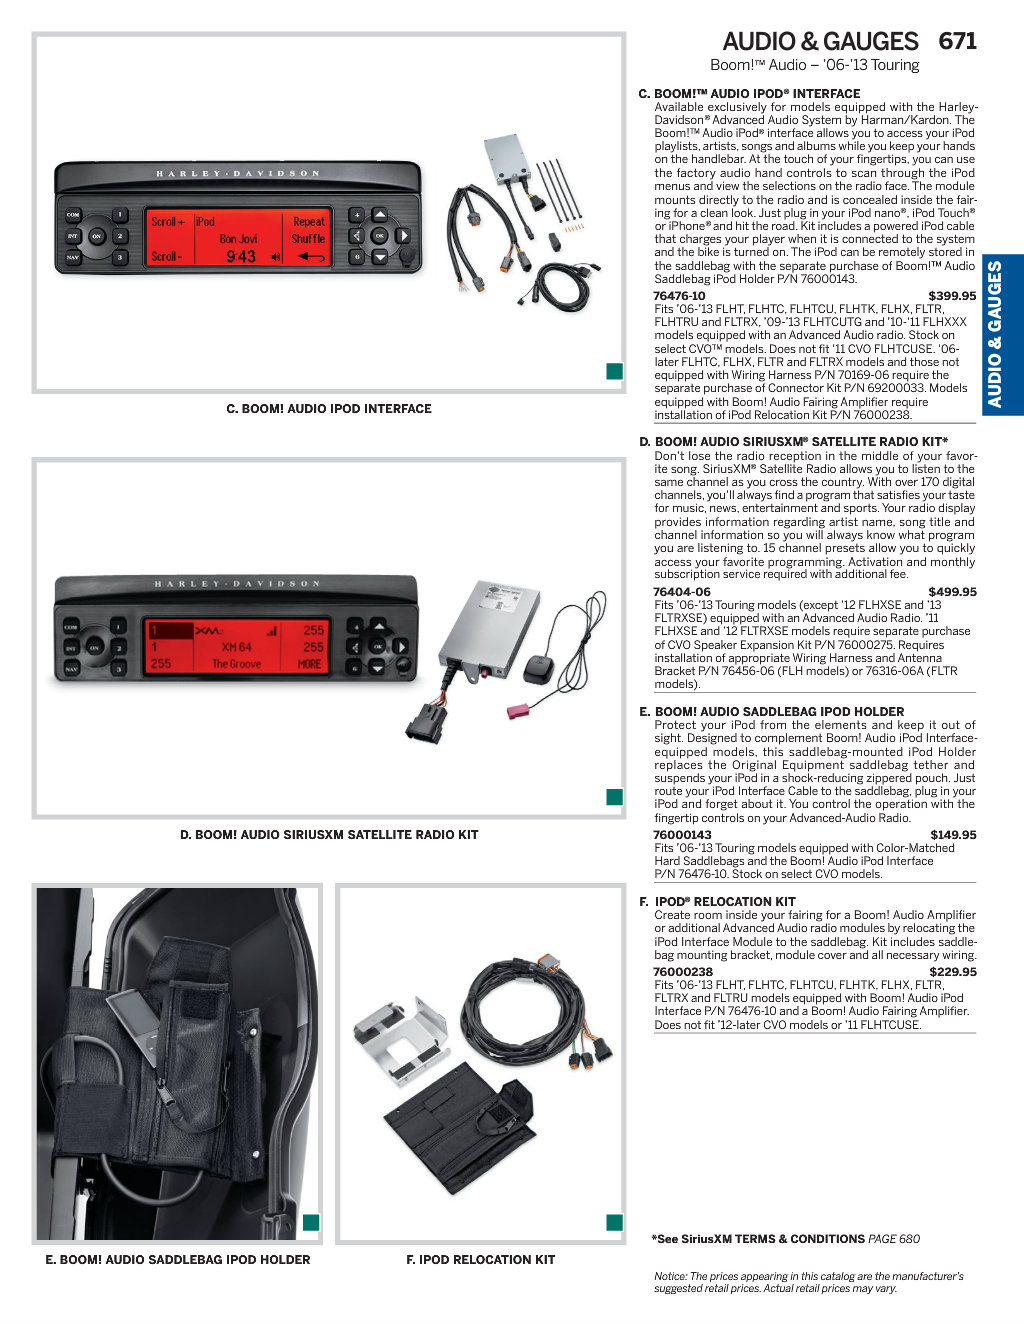 AUDIO & GAUGES 671
Boom!™ Audio – ’06-’13 Touring
C. BOOM!™ AUDIO IPOD® INTERFACE
Available exclusively for models equipped with the Harley-
Davidson® Advanced Audio System by Harman/Kardon. The
Boom!™ Audio iPod® interface allows you to access your iPod
playlists, artists, songs and albums while you keep your hands
on the handlebar. At the touch of your fingertips, you can use
the factory audio hand controls to scan through the iPod
menus and view the selections on the radio face. The module
mounts directly to the radio and is concealed inside the fair-
ing for a clean look. Just plug in your iPod nano®, iPod Touch®
or iPhone® and hit the road. Kit includes a powered iPod cable
that charges your player when it is connected to the system
and the bike is turned on. The iPod can be remotely stored in
the saddlebag with the separate purchase of Boom!™ Audio
Saddlebag iPod Holder P/N 76000143.
76476-10 $399.95
Fits ’06-’13 FLHT, FLHTC, FLHTCU, FLHTK, FLHX, FLTR,
FLHTRU and FLTRX, ’09-’13 FLHTCUTG and ’10-‘11 FLHXXX
models equipped with an Advanced Audio radio. Stock on
select CVO™ models. Does not fit ‘11 CVO FLHTCUSE. ‘06-
later FLHTC, FLHX, FLTR and FLTRX models and those not
equipped with Wiring Harness P/N 70169-06 require the
separate purchase of Connector Kit P/N 69200033. Models
equipped with Boom! Audio Fairing Amplifier require
installation of iPod Relocation Kit P/N 76000238.
D. BOOM! AUDIO SIRIUSXM® SATELLITE RADIO KIT*
Don’t lose the radio reception in the middle of your favor-
ite song. SiriusXM® Satellite Radio allows you to listen to the
same channel as you cross the country. With over 170 digital
channels, you’ll always find a program that satisfies your taste
for music, news, entertainment and sports. Your radio display
provides information regarding artist name, song title and
channel information so you will always know what program
you are listening to. 15 channel presets allow you to quickly
access your favorite programming. Activation and monthly
subscription service required with additional fee.
76404-06 $499.95
Fits ’06-’13 Touring models (except ’12 FLHXSE and ’13
FLTRXSE) equipped with an Advanced Audio Radio. ’11
FLHXSE and ’12 FLTRXSE models require separate purchase
of CVO Speaker Expansion Kit P/N 76000275. Requires
installation of appropriate Wiring Harness and Antenna
Bracket P/N 76456-06 (FLH models) or 76316-06A (FLTR
models).
E. BOOM! AUDIO SADDLEBAG IPOD HOLDER
Protect your iPod from the elements and keep it out of
sight. Designed to complement Boom! Audio iPod Interface-
equipped models, this saddlebag-mounted iPod Holder
replaces the Original Equipment saddlebag tether and
suspends your iPod in a shock-reducing zippered pouch. Just
route your iPod Interface Cable to the saddlebag, plug in your
iPod and forget about it. You control the operation with the
fingertip controls on your Advanced-Audio Radio.
76000143 $149.95
Fits ’06-’13 Touring models equipped with Color-Matched
Hard Saddlebags and the Boom! Audio iPod Interface
P/N 76476-10. Stock on select CVO models.
F. IPOD® RELOCATION KIT
Create room inside your fairing for a Boom! Audio Amplifier
or additional Advanced Audio radio modules by relocating the
iPod Interface Module to the saddlebag. Kit includes saddle-
bag mounting bracket, module cover and all necessary wiring.
76000238 $229.95
Fits ’06-’13 FLHT, FLHTC, FLHTCU, FLHTK, FLHX, FLTR,
FLTRX and FLTRU models equipped with Boom! Audio iPod
Interface P/N 76476-10 and a Boom! Audio Fairing Amplifier.
Does not fit ’12-later CVO models or ’11 FLHTCUSE.
*See SiriusXM TERMS & CONDITIONS PAGE 680
Notice: The prices appearing in this catalog are the manufacturer’s
suggested retail prices. Actual retail prices may vary.
AUDIO & GAUGES
HARLEY-DAVIDSON
COM 1 Scroll + iPod Repeat 4
INT ON 2 Bon Jovi Shuffle OK
NAV 3 Scroll - 9:43 6
C. BOOM! AUDIO IPOD INTERFACE
HARLEY-DAVIDSON
COM 1 1 XM 255 4
INT ON 2 1 XM 64 255 OK
NAV 3 255 The Groove MORE 6
D. BOOM! AUDIO SIRIUSXM SATELLITE RADIO KIT
E. BOOM! AUDIO SADDLEBAG IPOD HOLDER
F. IPOD RELOCATION KIT